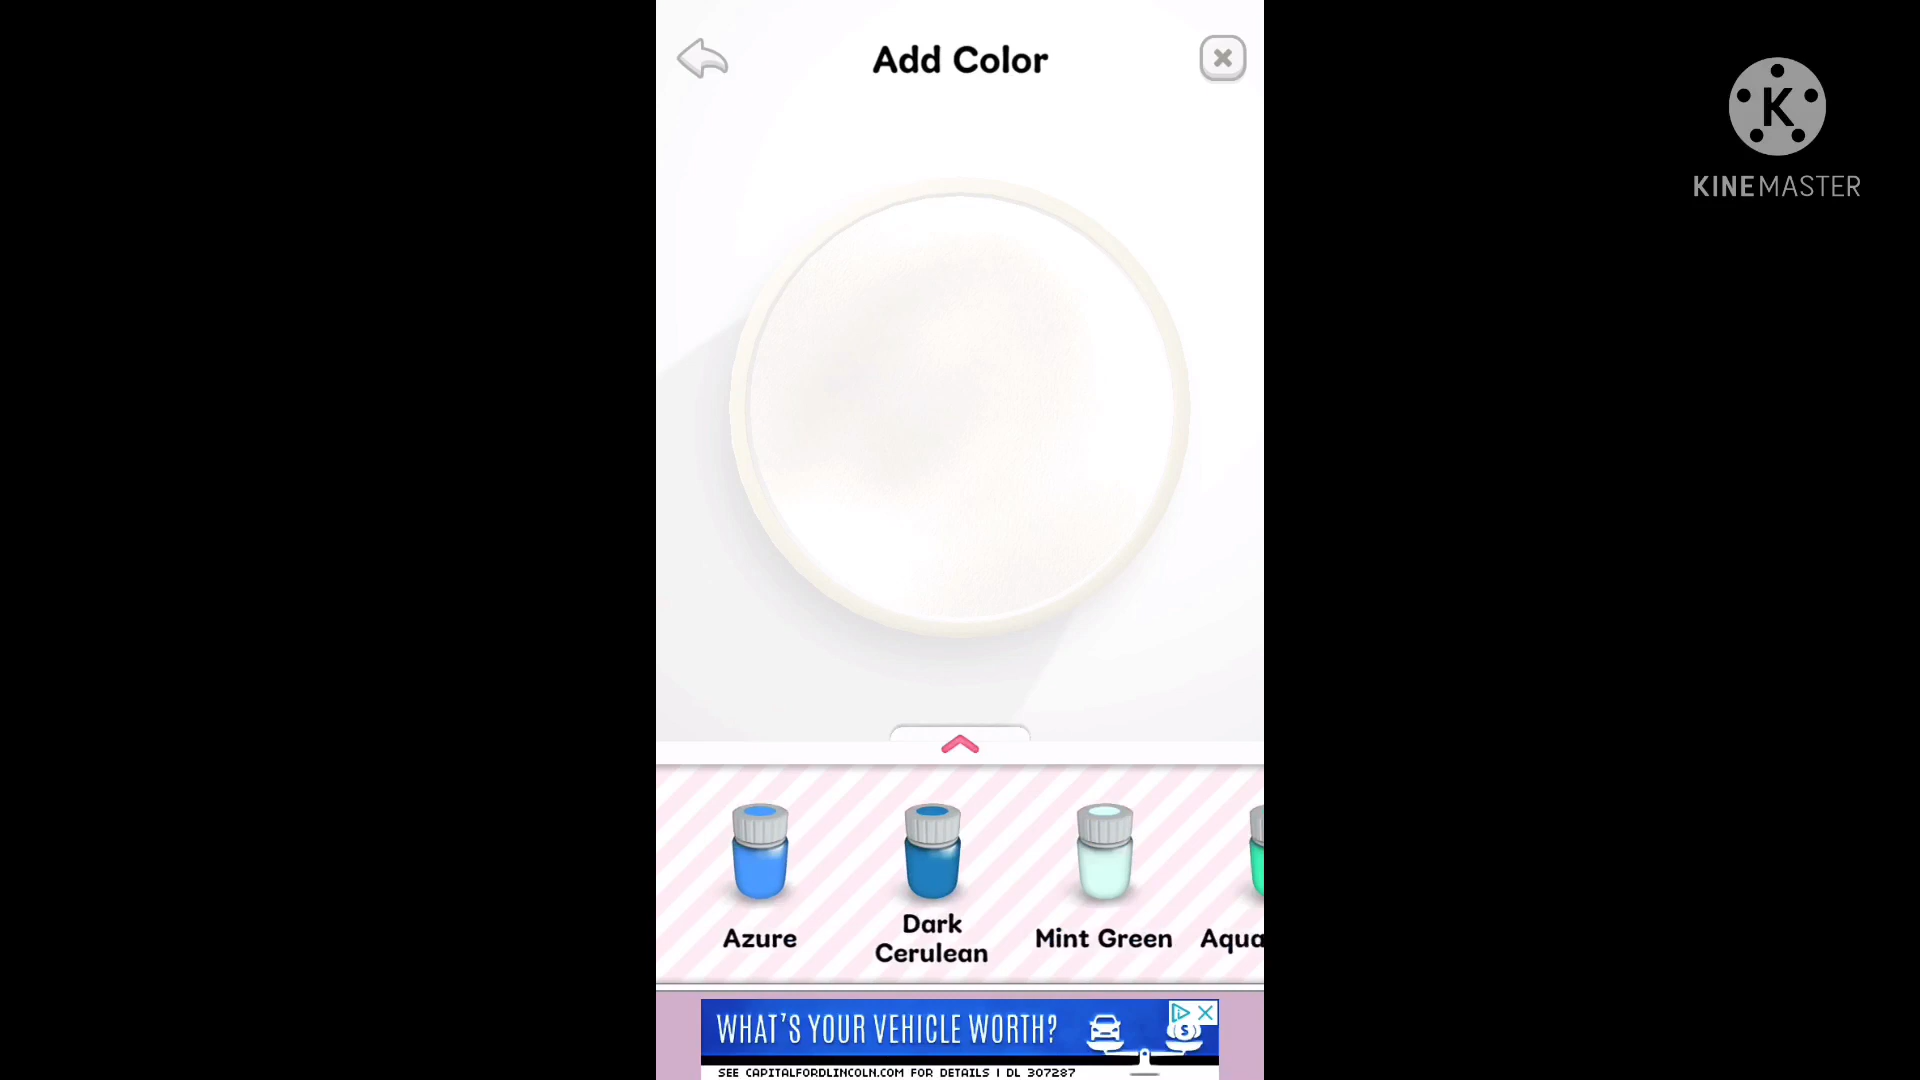 Add Color
K
KINEMASTER
Azure
Dark
Cerulean
Mint Green
Aqua
WHAT'S YOUR VEHICLE WORTH?
$
SEE CAPITALFORDLINCOLN.COM FOR DETAILS | DL 307287